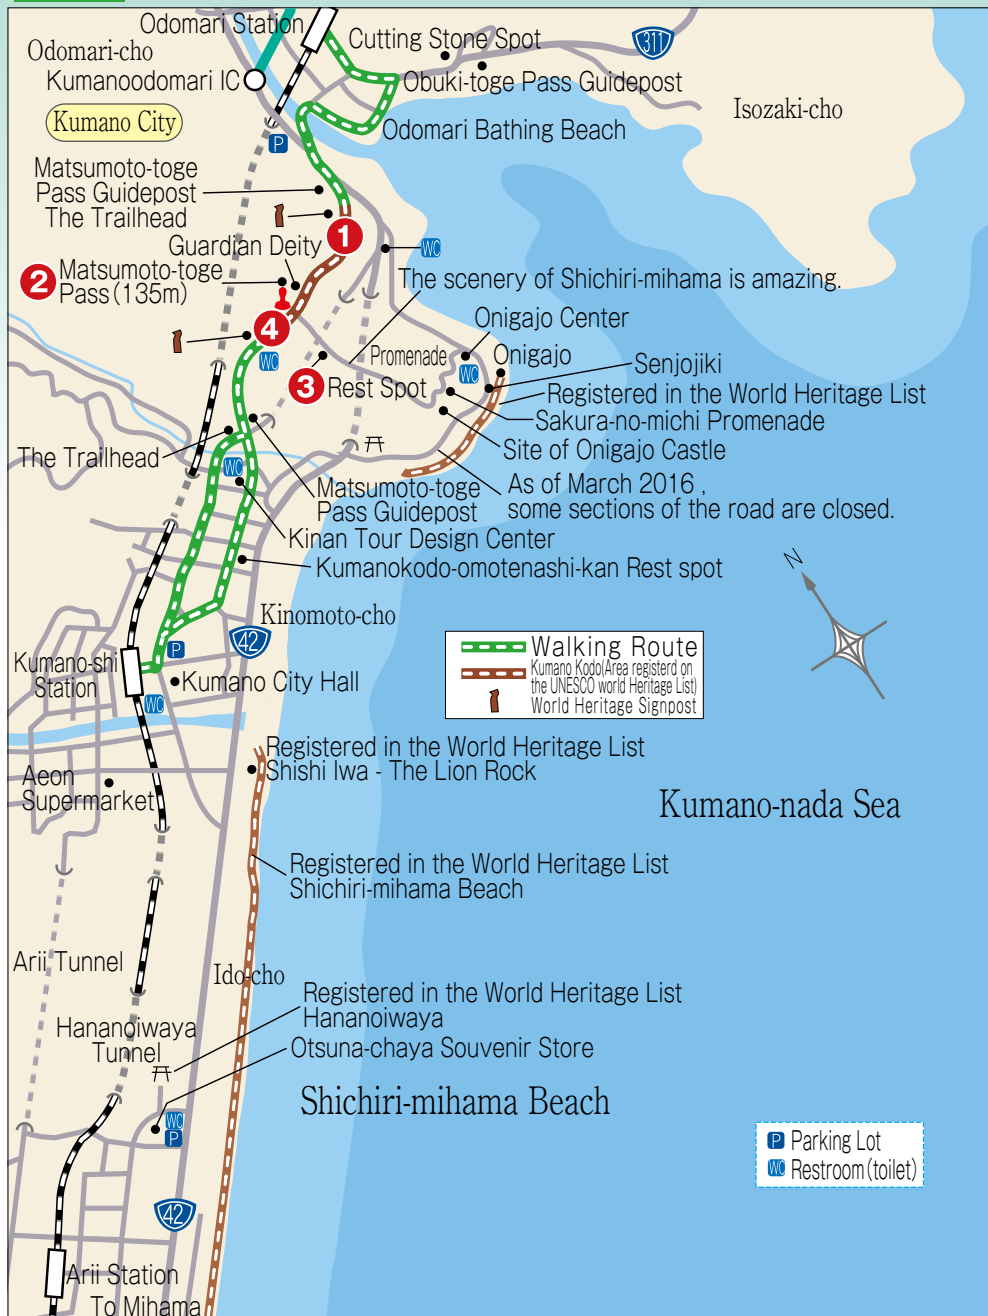 Odomari Station
Cutting Stone Spot
311
Odomari-cho
Kumanoodomari IC
Obuki-toge Pass Guidepost
Isozaki-cho
Kumano City
Odomari Bathing Beach
P
Matsumoto-toge
Pass Guidepost
The Trailhead
1
WC
WC
Guardian Deity
2
Matsumoto-toge
Pass(135m)
The scenery of Shichiri-mihama is amazing.
Onigajo Center
4
WC
Promenade
Onigajo
WC
Senjojiki
3
Rest Spot
Registered in the World Heritage List
Sakura-no-michi Promenade
Site of Onigajo Castle
The Trailhead
WC
Matsumoto-toge
Pass Guidepost
As of March 2016 ,
some sections of the road are closed.
Kinan Tour Design Center
Kumanokodo-omotenashi-kan Rest spot
N
Kinomoto-cho
42
P
Kumano-shi
Station
Kumano City Hall
WC
Walking Route
Kumano Kodo(Area registerd on
the UNESCO world Heritage List)
World Heritage Signpost
Registered in the World Heritage List
Shishi Iwa - The Lion Rock
Aeon
Supermarket
Kumano-nada Sea
Registered in the World Heritage List
Shichiri-mihama Beach
Arii Tunnel
Ido-cho
Registered in the World Heritage List
Hananoiwaya
Hananoiwaya
Tunnel
Otsuna-chaya Souvenir Store
Shichiri-mihama Beach
WC
P
P Parking Lot
WC Restroom(toilet)
42
Arii Station
To Mihama